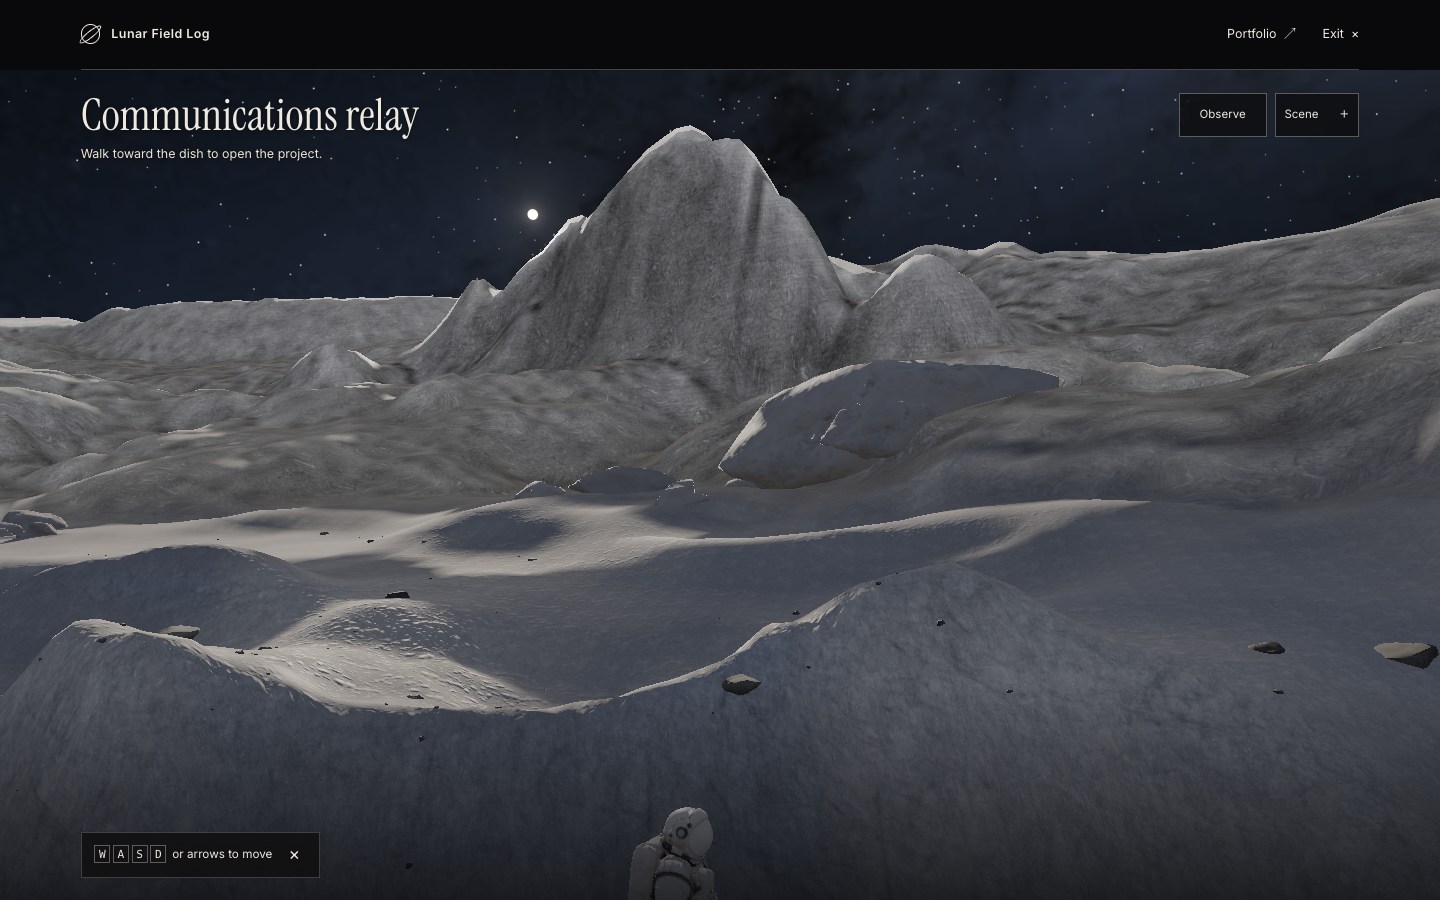 Lunar Field Log
Portfolio ↗
Exit ×
Communications relay
Walk toward the dish to open the project.
Observe
Scene +
W A S D or arrows to move ×